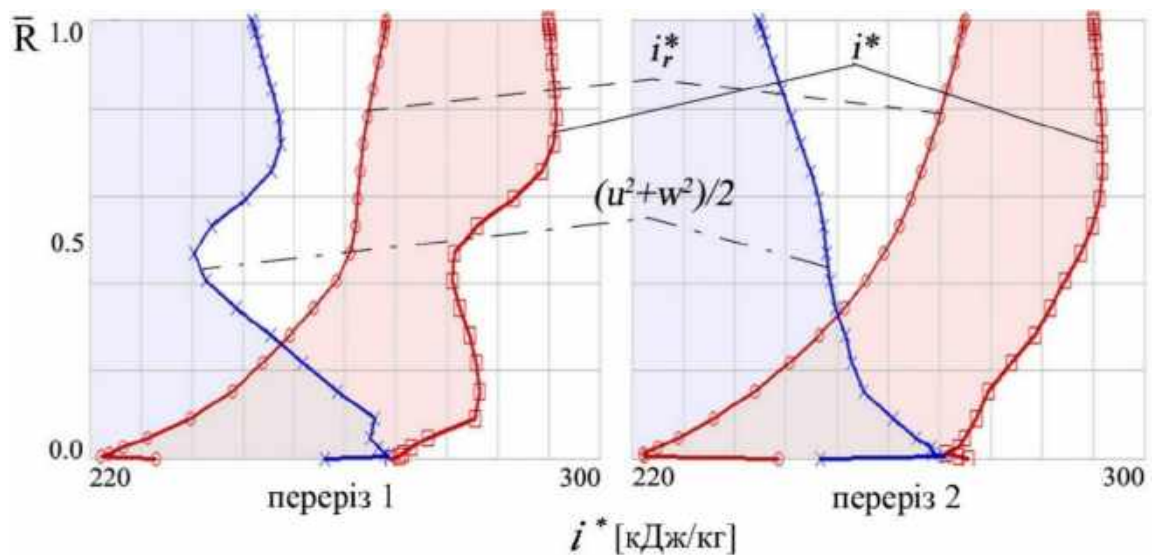 R̅
1.0
i_r^*
i^*
(u²+w²)/2
0.5
0.0
220
300
220
300
переріз 1
переріз 2
i^* [кДж/кг]